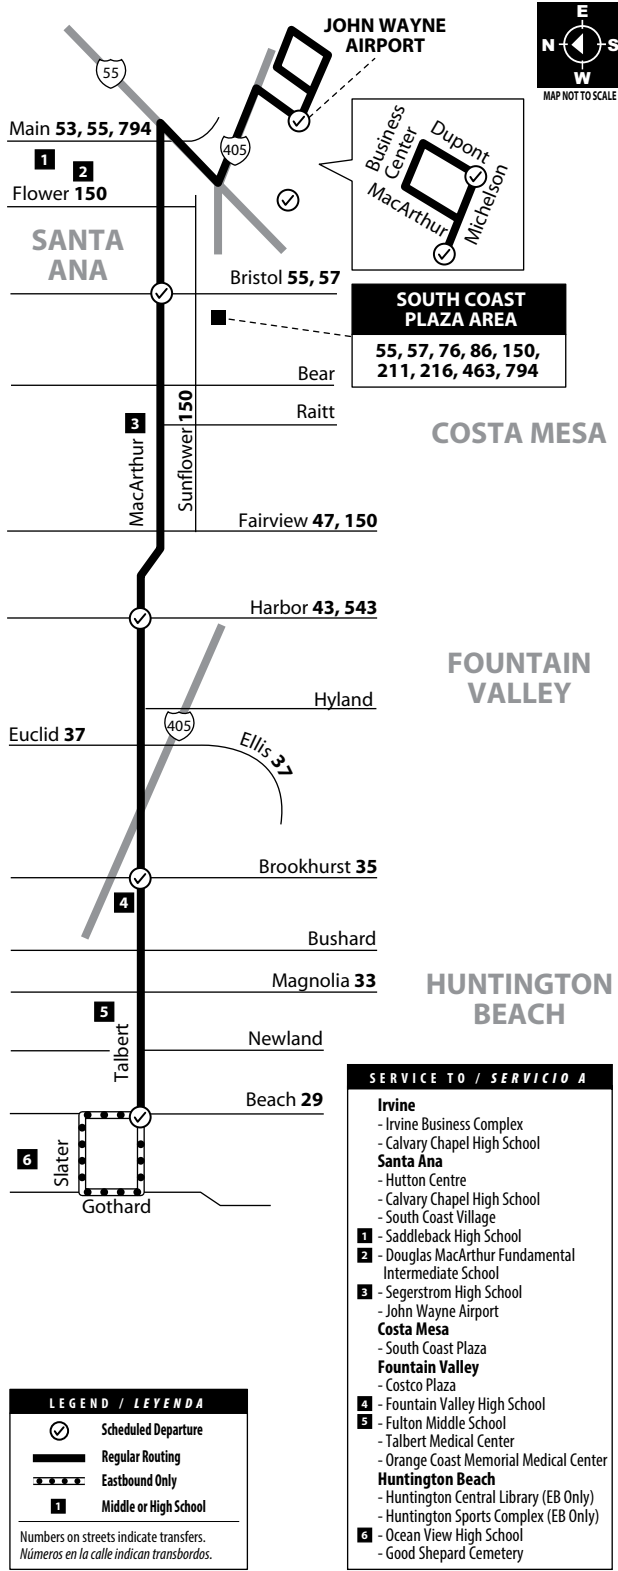 JOHN WAYNE
AIRPORT
E
N
S
W
MAP NOT TO SCALE
55
Main 53, 55, 794
405
1
2
Flower 150
Business
Center
Dupont
MacArthur
Michelson
SANTA
ANA
Bristol 55, 57
SOUTH COAST
PLAZA AREA
55, 57, 76, 86, 150,
211, 216, 463, 794
Bear
Raitt
3
MacArthur
Sunflower 150
COSTA MESA
Fairview 47, 150
Harbor 43, 543
FOUNTAIN
VALLEY
Hyland
405
Euclid 37
Ellis 37
Brookhurst 35
4
Bushard
Magnolia 33
HUNTINGTON
BEACH
5
Talbert
Newland
Beach 29
6
Slater
Gothard
SERVICE TO / SERVICIO A
Irvine
- Irvine Business Complex
- Calvary Chapel High School
Santa Ana
- Hutton Centre
- Calvary Chapel High School
- South Coast Village
1 - Saddleback High School
2 - Douglas MacArthur Fundamental
Intermediate School
3 - Segerstrom High School
- John Wayne Airport
Costa Mesa
- South Coast Plaza
Fountain Valley
- Costco Plaza
4 - Fountain Valley High School
5 - Fulton Middle School
- Talbert Medical Center
- Orange Coast Memorial Medical Center
Huntington Beach
- Huntington Central Library (EB Only)
- Huntington Sports Complex (EB Only)
6 - Ocean View High School
- Good Shepard Cemetery
LEGEND / LEYENDA
Scheduled Departure
Regular Routing
Eastbound Only
1 Middle or High School
Numbers on streets indicate transfers.
Números en la calle indican transbordos.